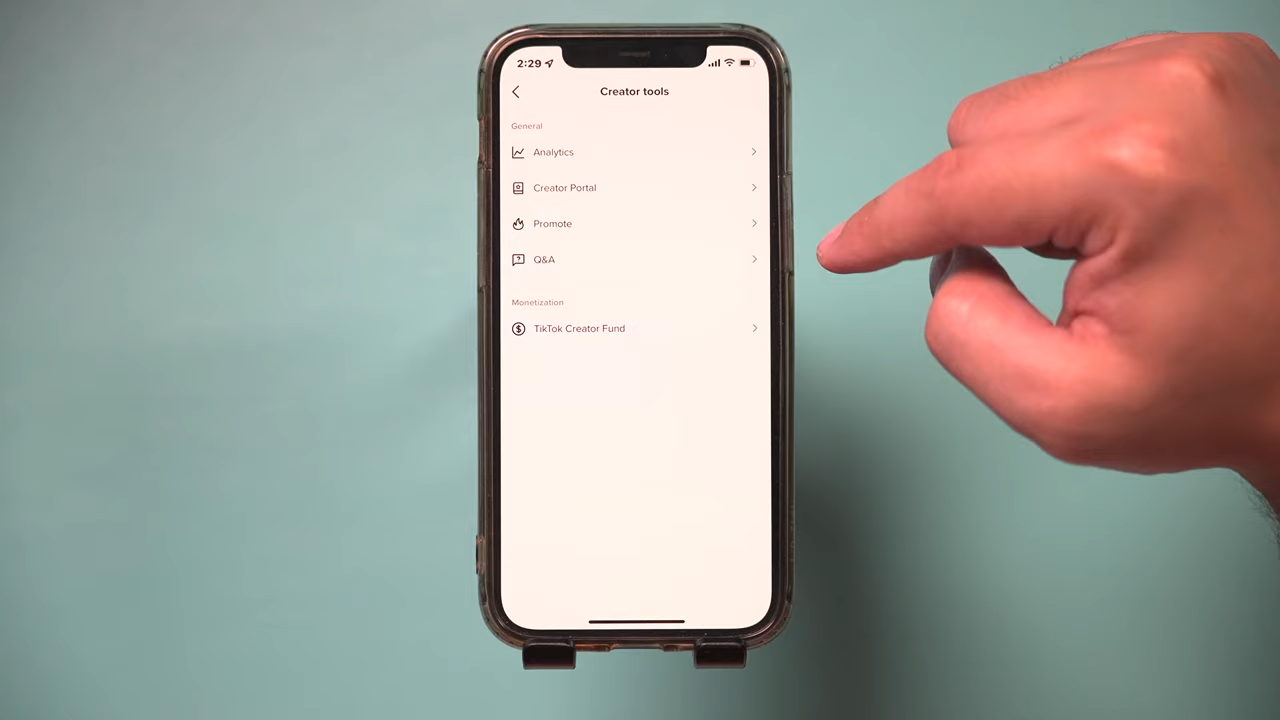 2:29
Creator tools
General
Analytics
Creator Portal
Promote
Q&A
Monetization
TikTok Creator Fund